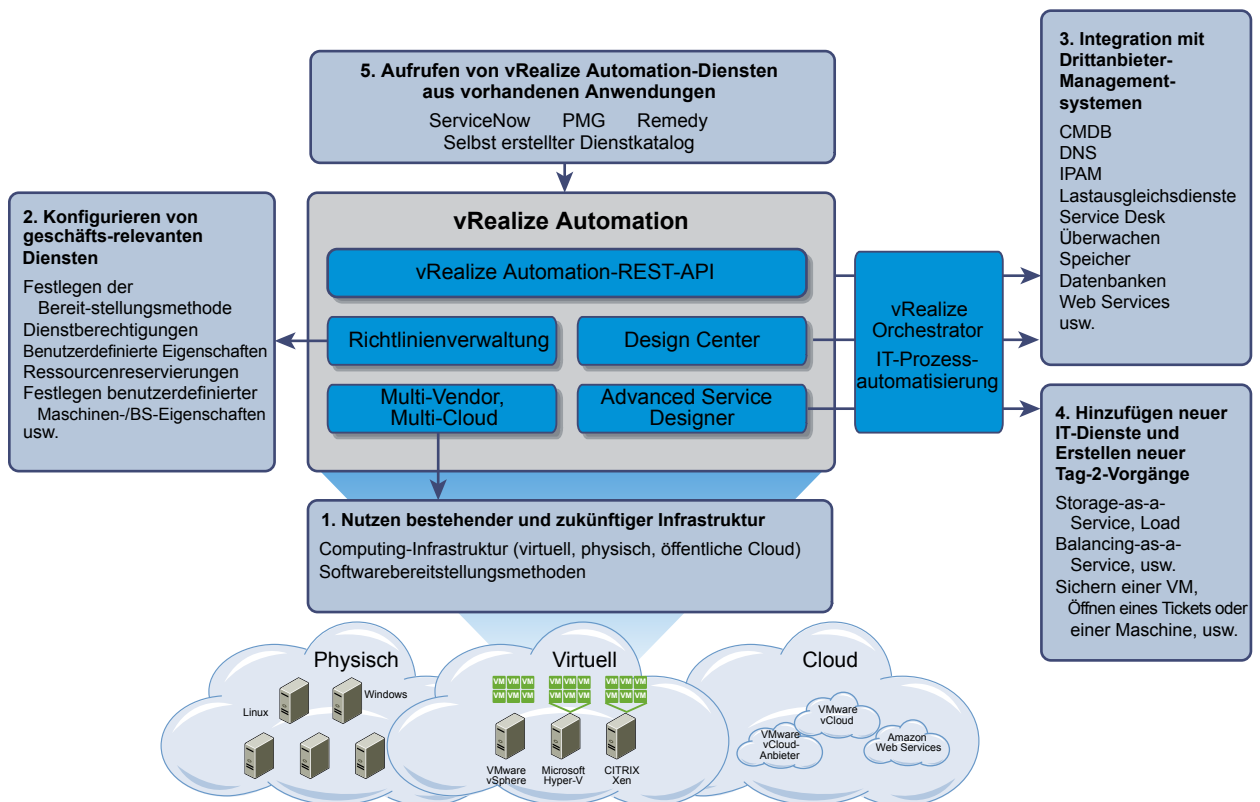 5. Aufrufen von vRealize Automation-Diensten
aus vorhandenen Anwendungen
ServiceNow PMG Remedy
Selbst erstellter Dienstkatalog
3. Integration mit
Drittanbieter-
Management-
systemen
CMDB
DNS
IPAM
Lastausgleichsdienste
Service Desk
Überwachen
Speicher
Datenbanken
Web Services
usw.
2. Konfigurieren von
geschäfts-relevanten
Diensten
Festlegen der
Bereit-stellungsmethode
Dienstberechtigungen
Benutzerdefinierte Eigenschaften
Ressourcenreservierungen
Festlegen benutzerdefinierter
Maschinen-/BS-Eigenschaften
usw.
vRealize Automation
vRealize Automation-REST-API
Richtlinienverwaltung
Design Center
Multi-Vendor,
Multi-Cloud
Advanced Service
Designer
vRealize
Orchestrator
IT-Prozess-
automatisierung
4. Hinzufügen neuer
IT-Dienste und
Erstellen neuer
Tag-2-Vorgänge
Storage-as-a-
Service, Load
Balancing-as-a-
Service, usw.
Sichern einer VM,
Öffnen eines Tickets oder
einer Maschine, usw.
1. Nutzen bestehender und zukünftiger Infrastruktur
Computing-Infrastruktur (virtuell, physisch, öffentliche Cloud)
Softwarebereitstellungsmethoden
Physisch
Linux
Windows
Virtuell
VM VM VM VM VM VM VM VM VM
VM VM VM VM VM VM VM VM VM
VMware
vSphere
Microsoft
Hyper-V
CITRIX
Xen
Cloud
VMware
vCloud
VMware
vCloud-
Anbieter
Amazon
Web Services